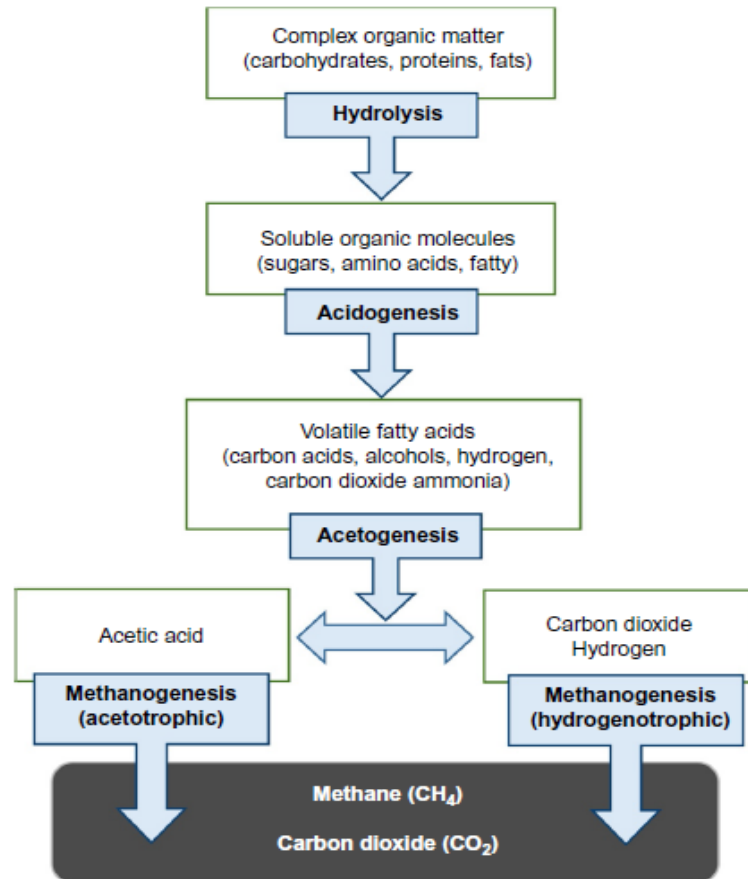 Complex organic matter
(carbohydrates, proteins, fats)
Hydrolysis
Soluble organic molecules
(sugars, amino acids, fatty)
Acidogenesis
Volatile fatty acids
(carbon acids, alcohols, hydrogen,
carbon dioxide ammonia)
Acetogenesis
Acetic acid
Carbon dioxide
Hydrogen
Methanogenesis
(acetotrophic)
Methanogenesis
(hydrogenotrophic)
Methane (CH₄)
Carbon dioxide (CO₂)